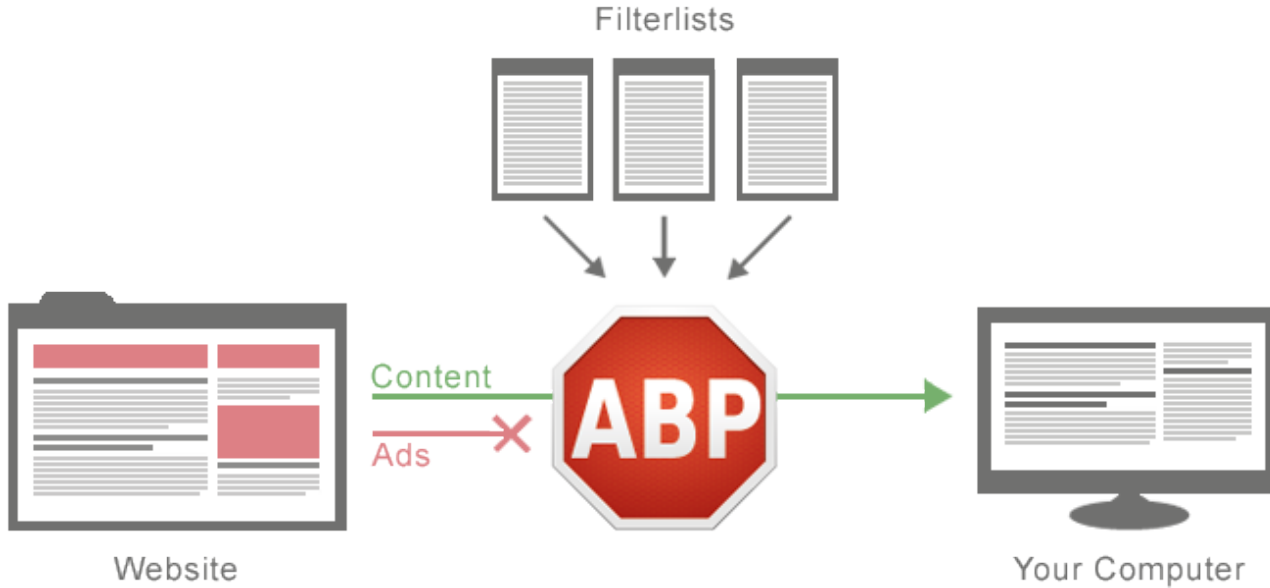 Filterlists
Content
Ads
ABP
Website
Your Computer